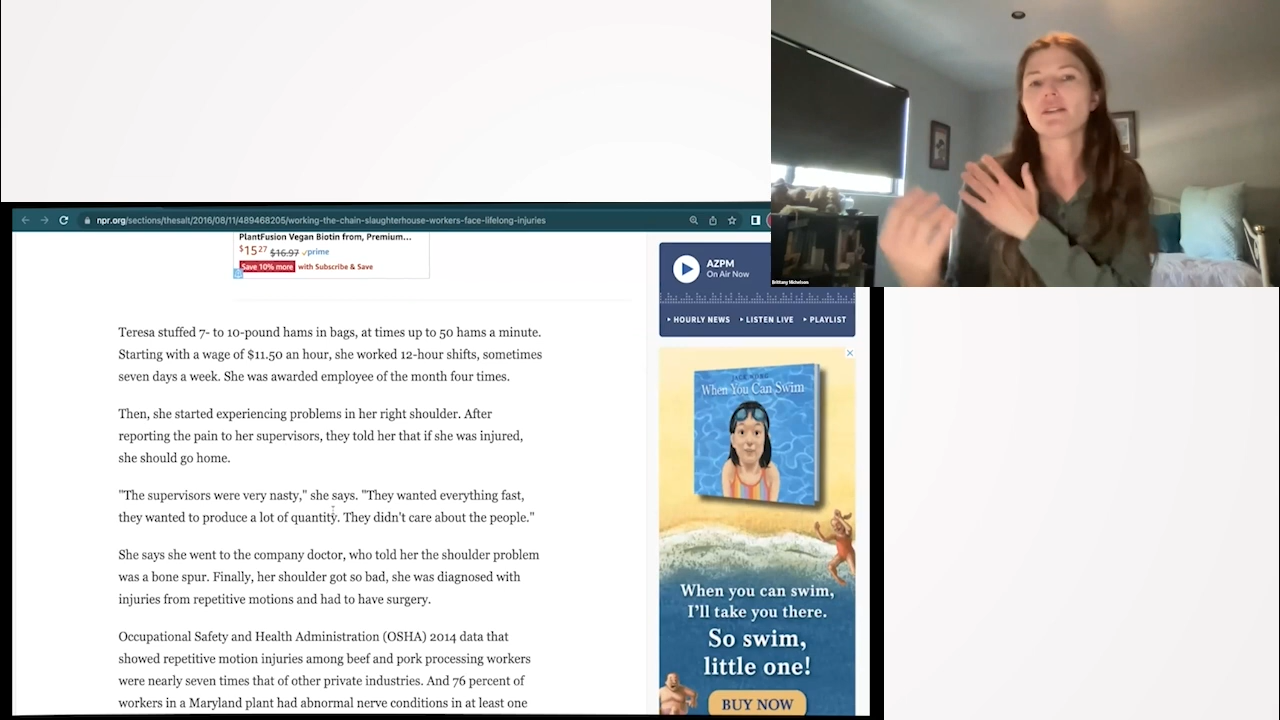 npr.org/sections/thesalt/2016/08/11/489468205/working-the-chain-slaughterhouse-workers-face-lifelong-injuries
PlantFusion Vegan Biotin from, Premium...
$15 27 $16.97 prime
Save 10% more with Subscribe & Save
Teresa stuffed 7- to 10-pound hams in bags, at times up to 50 hams a minute.
Starting with a wage of $11.50 an hour, she worked 12-hour shifts, sometimes
seven days a week. She was awarded employee of the month four times.
Then, she started experiencing problems in her right shoulder. After
reporting the pain to her supervisors, they told her that if she was injured,
she should go home.
"The supervisors were very nasty," she says. "They wanted everything fast,
they wanted to produce a lot of quantity. They didn't care about the people."
She says she went to the company doctor, who told her the shoulder problem
was a bone spur. Finally, her shoulder got so bad, she was diagnosed with
injuries from repetitive motions and had to have surgery.
Occupational Safety and Health Administration (OSHA) 2014 data that
showed repetitive motion injuries among beef and pork processing workers
were nearly seven times that of other private industries. And 76 percent of
workers in a Maryland plant had abnormal nerve conditions in at least one
AZPM
On Air Now
HOURLY NEWS LISTEN LIVE PLAYLIST
When You Can Swim
When you can swim,
I'll take you there.
So swim,
little one!
BUY NOW
Brittany Michelson